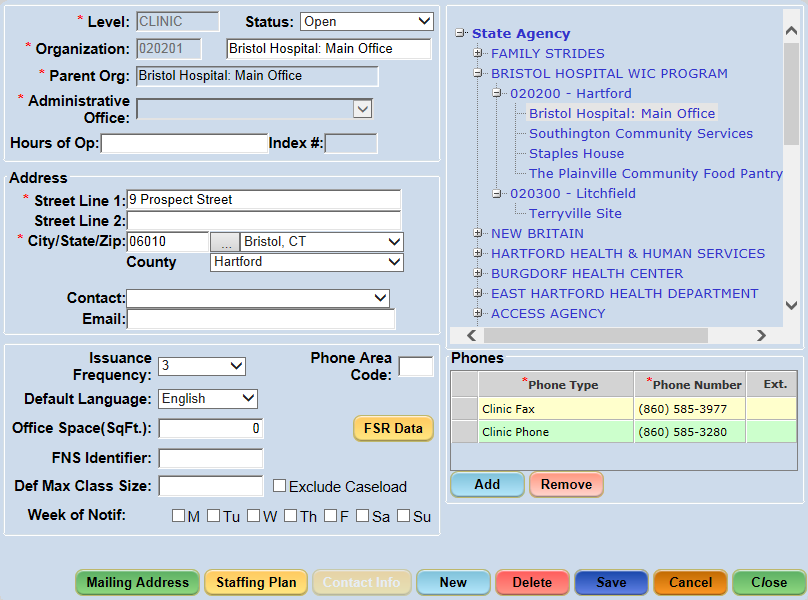 * Level: CLINIC Status: Open
* Organization: 020201 Bristol Hospital: Main Office
* Parent Org: Bristol Hospital: Main Office
* Administrative
Office:
Hours of Op: Index #:
Address
* Street Line 1: 9 Prospect Street
Street Line 2:
* City/State/Zip: 06010 ... Bristol, CT
County Hartford
Contact:
Email:
Issuance
Frequency: 3
Phone Area
Code:
Default Language: English
Office Space(SqFt.): 0
FSR Data
FNS Identifier:
Def Max Class Size: Exclude Caseload
Week of Notif: M Tu W Th F Sa Su
State Agency
FAMILY STRIDES
BRISTOL HOSPITAL WIC PROGRAM
020200 - Hartford
Bristol Hospital: Main Office
Southington Community Services
Staples House
The Plainville Community Food Pantry
020300 - Litchfield
Terryville Site
NEW BRITAIN
HARTFORD HEALTH & HUMAN SERVICES
BURGDORF HEALTH CENTER
EAST HARTFORD HEALTH DEPARTMENT
ACCESS AGENCY
Phones
*Phone Type *Phone Number Ext.
Clinic Fax (860) 585-3977
Clinic Phone (860) 585-3280
Add Remove
Mailing Address Staffing Plan Contact Info New Delete Save Cancel Close